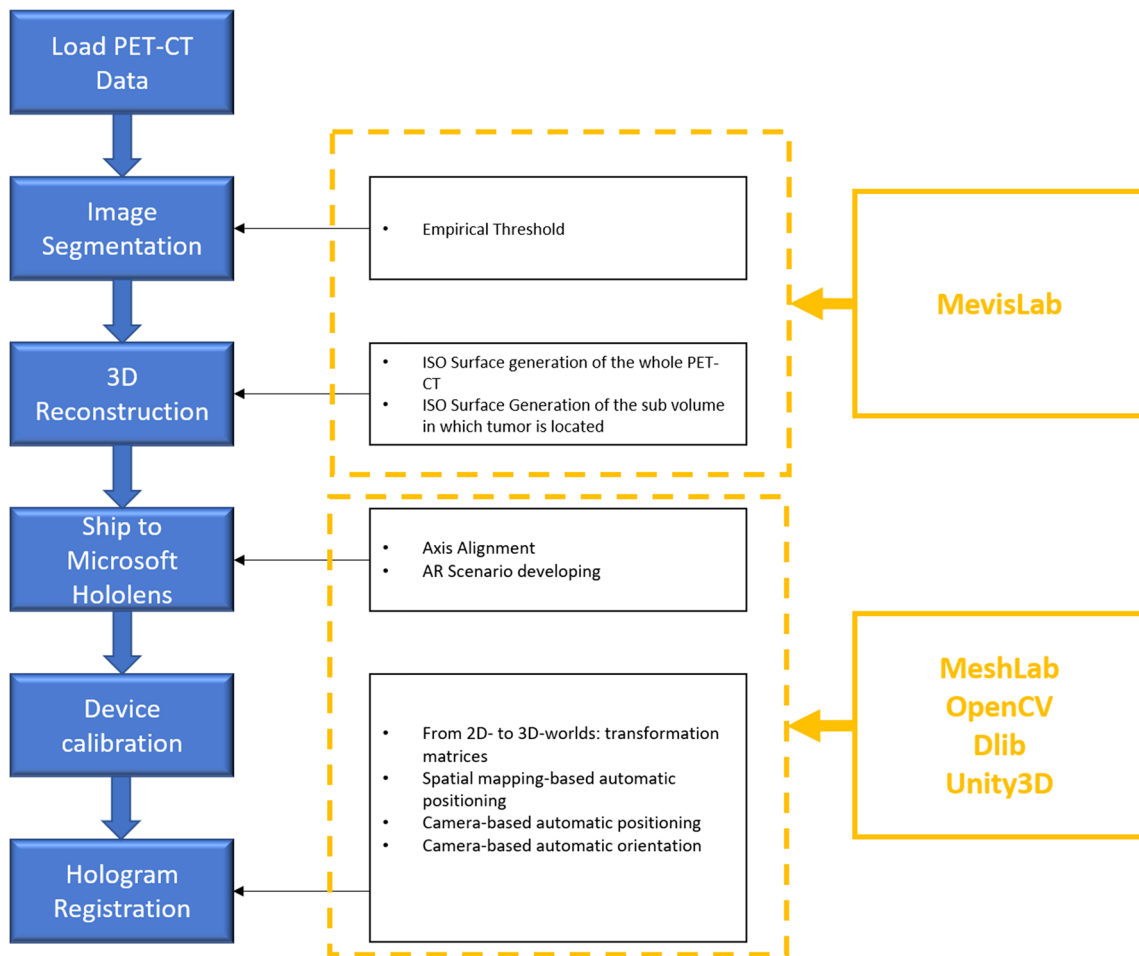 Load PET-CT
Data
Image
Segmentation
• Empirical Threshold
MevisLab
3D
Reconstruction
• ISO Surface generation of the whole PET-
CT
• ISO Surface Generation of the sub volume
in which tumor is located
Ship to
Microsoft
Hololens
• Axis Alignment
• AR Scenario developing
Device
calibration
• From 2D- to 3D-worlds: transformation
matrices
• Spatial mapping-based automatic
positioning
• Camera-based automatic positioning
• Camera-based automatic orientation
MeshLab
OpenCV
Dlib
Unity3D
Hologram
Registration